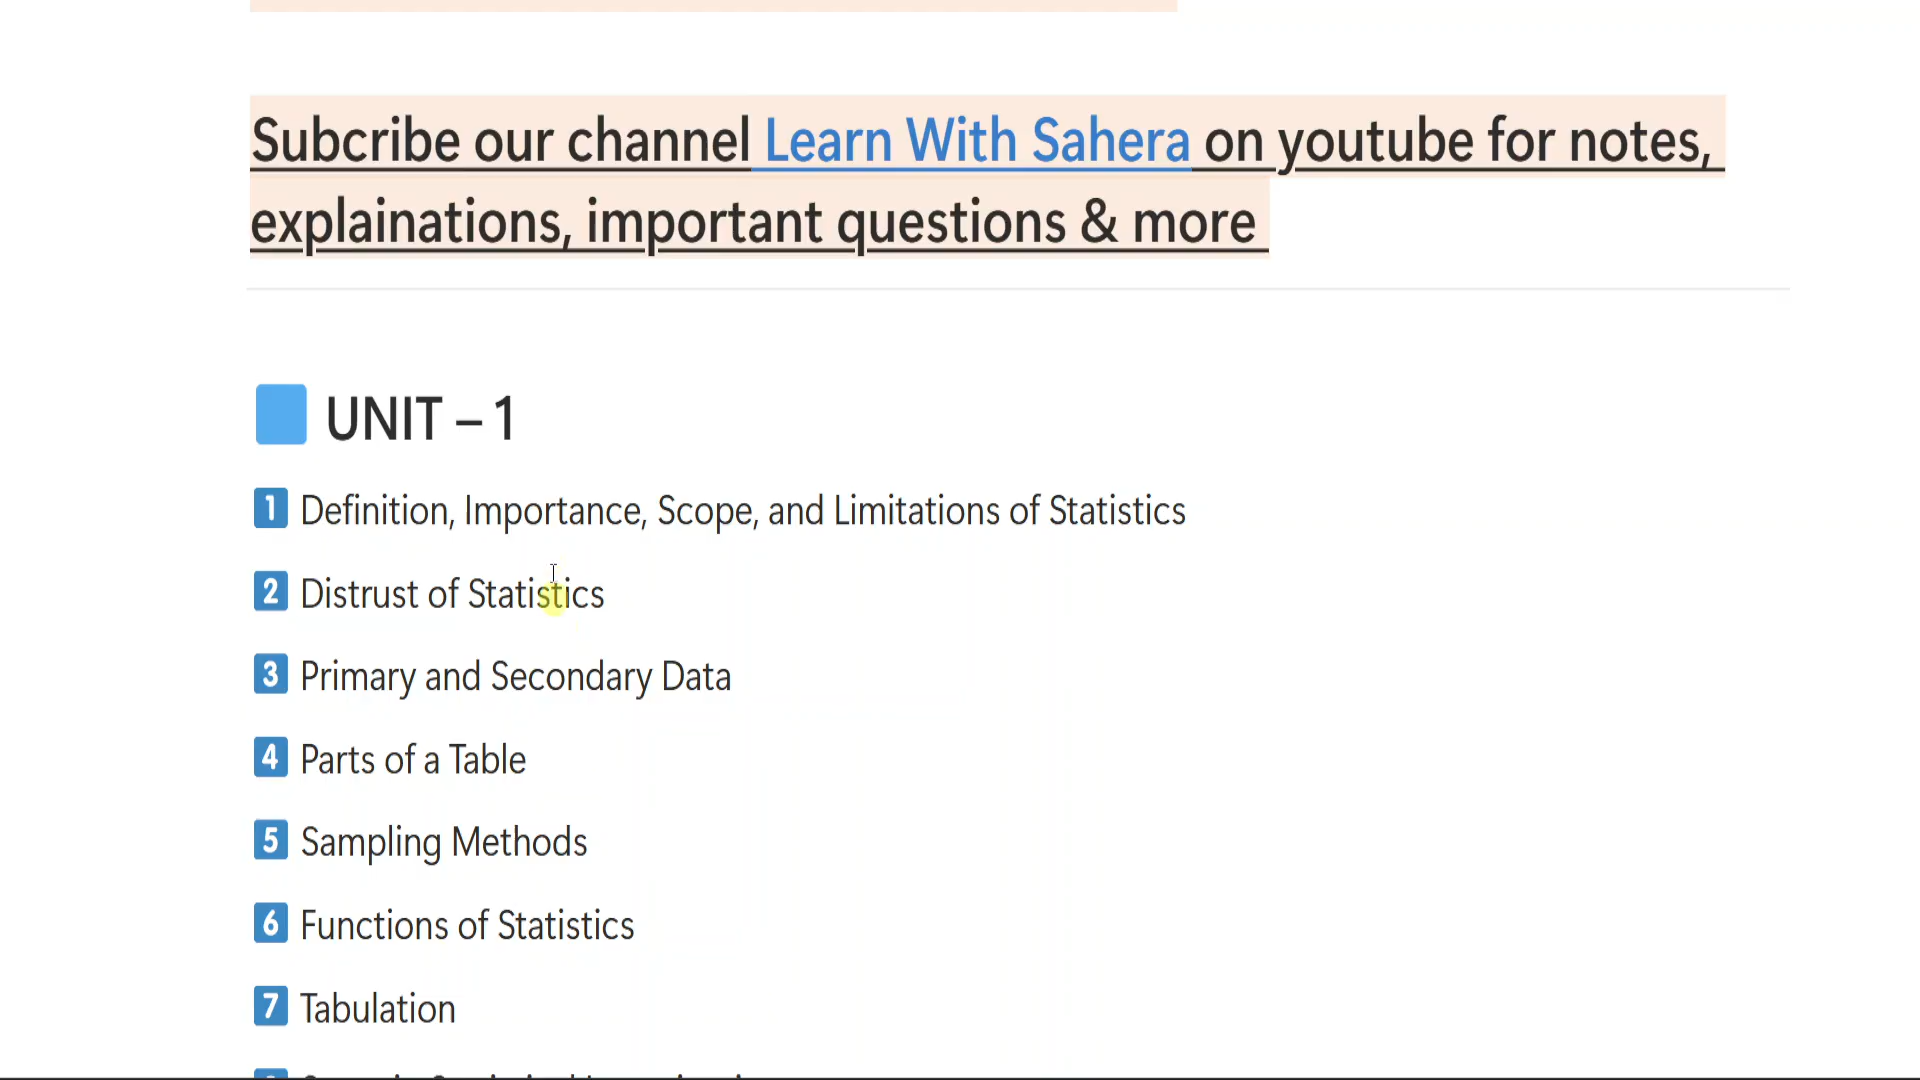 Subcribe our channel Learn With Sahera on youtube for notes,
explainations, important questions & more
UNIT – 1
1 Definition, Importance, Scope, and Limitations of Statistics
2 Distrust of Statistics
3 Primary and Secondary Data
4 Parts of a Table
5 Sampling Methods
6 Functions of Statistics
7 Tabulation